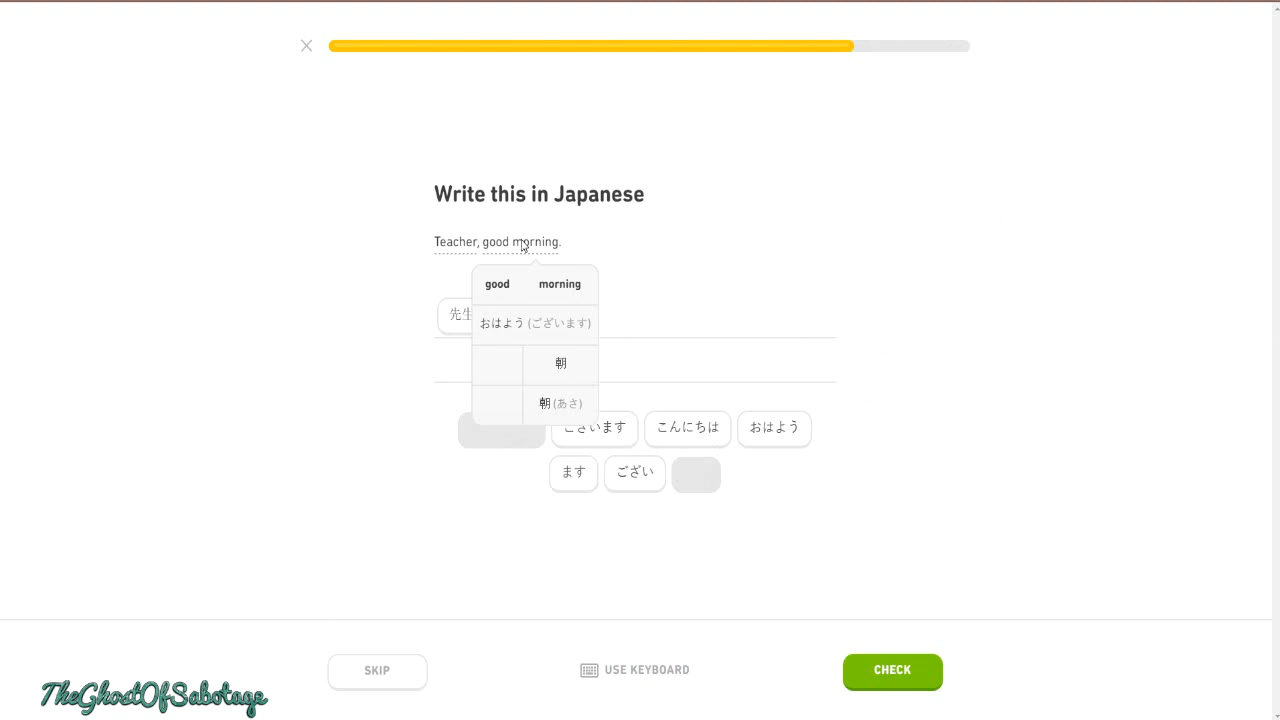 Write this in Japanese
Teacher, good morning.
good morning
おはよう (ございます)
先生
朝
朝 (あさ)
ございます こんにちは おはよう
ます ござい
SKIP USE KEYBOARD CHECK
TheGhostOfSabotage